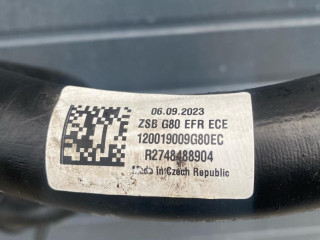 06.09.2023
ZSB G80 EFR ECE
120019009G80EC
R2748488904
Made In Czech Republic